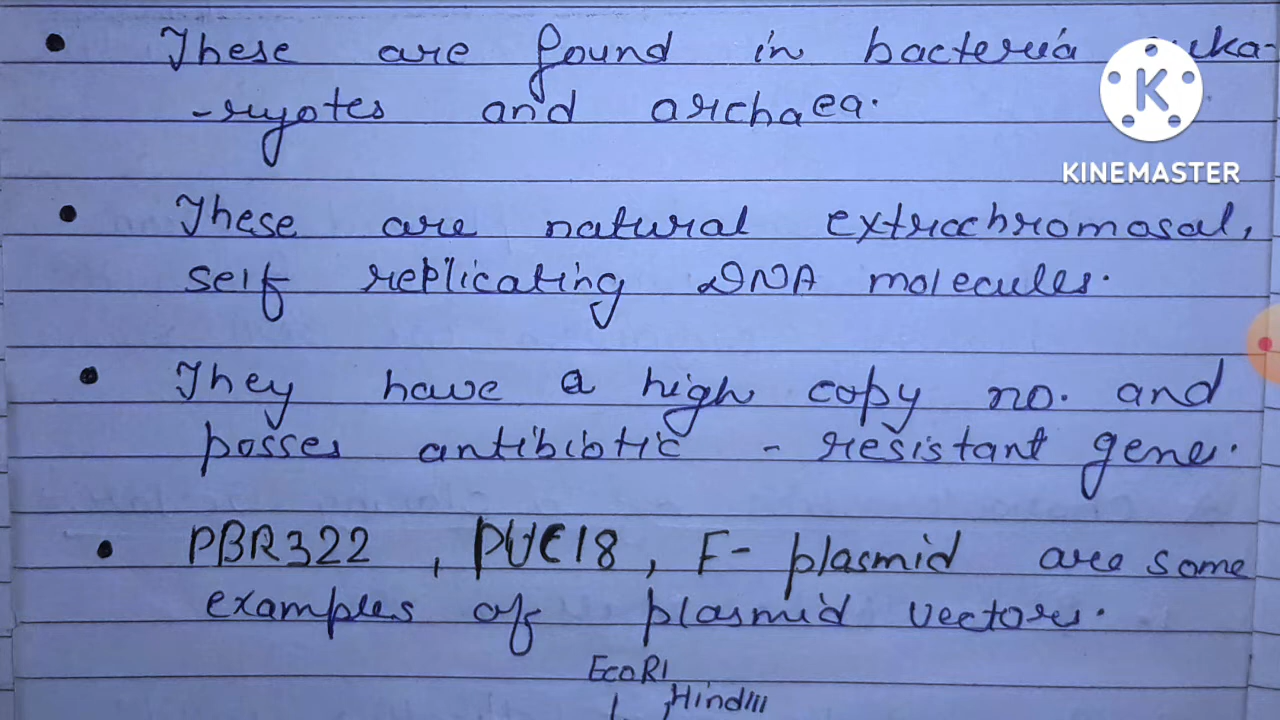 • These are found in bacteria euka-
-ryotes and archaea.
K
KINEMASTER
• These are natural extrachromosal,
self replicating DNA molecules.
• They have a high copy no. and
posses antibiotic - resistant gene.
• PBR322, PUC18, F- plasmid are some
examples of plasmid vectors.
EcoRI
HindIII